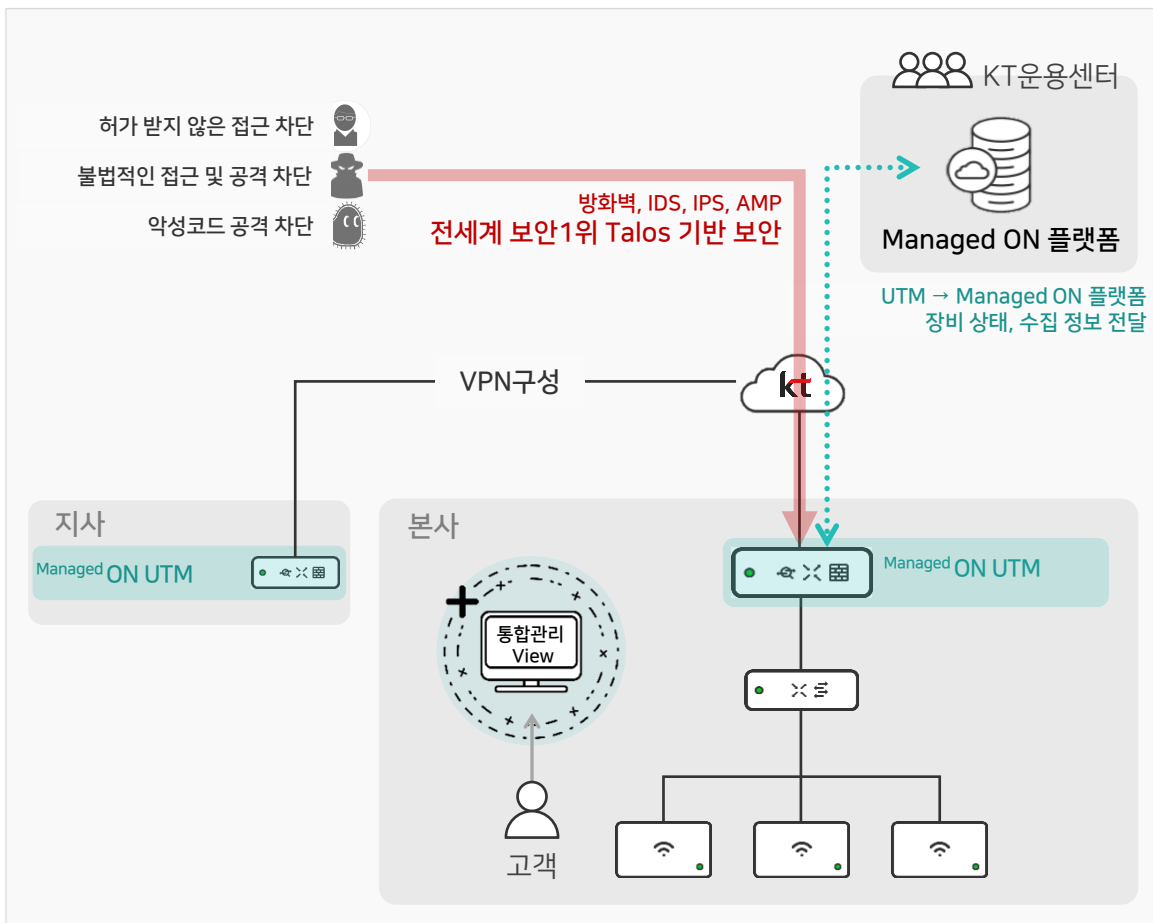 KT운용센터
허가 받지 않은 접근 차단
불법적인 접근 및 공격 차단
악성코드 공격 차단
방화벽, IDS, IPS, AMP
전세계 보안1위 Talos 기반 보안
Managed ON 플랫폼
UTM → Managed ON 플랫폼
장비 상태, 수집 정보 전달
VPN구성
kt
지사
Managed ON UTM
본사
Managed ON UTM
통합관리
View
고객